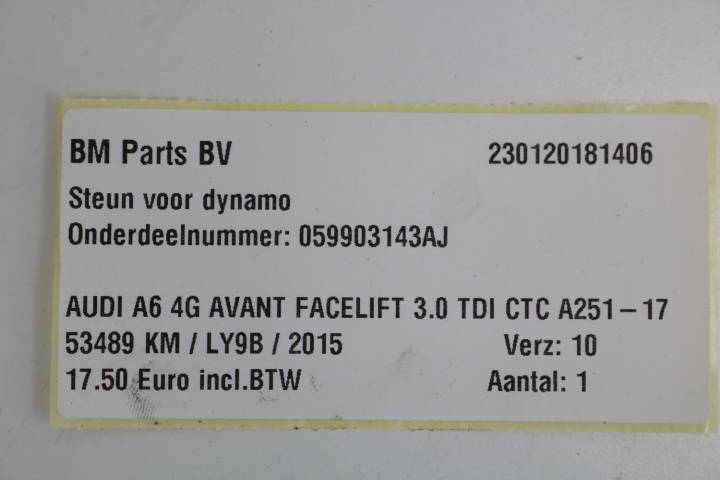 BM Parts BV 230120181406
Steun voor dynamo
Onderdeelnummer: 059903143AJ
AUDI A6 4G AVANT FACELIFT 3.0 TDI CTC A251-17
53489 KM / LY9B / 2015 Verz: 10
17.50 Euro incl.BTW Aantal: 1